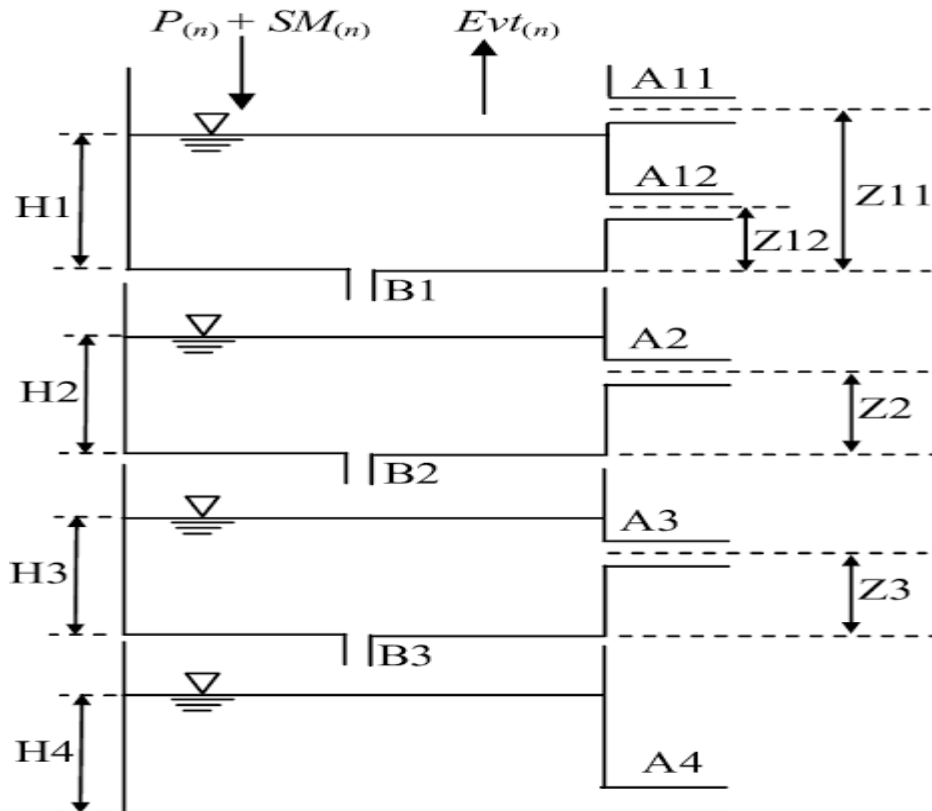 P(n) + SM(n) Evt(n)
A11
A12
H1
Z11
Z12
B1
A2
H2
Z2
B2
A3
H3
Z3
B3
H4
A4